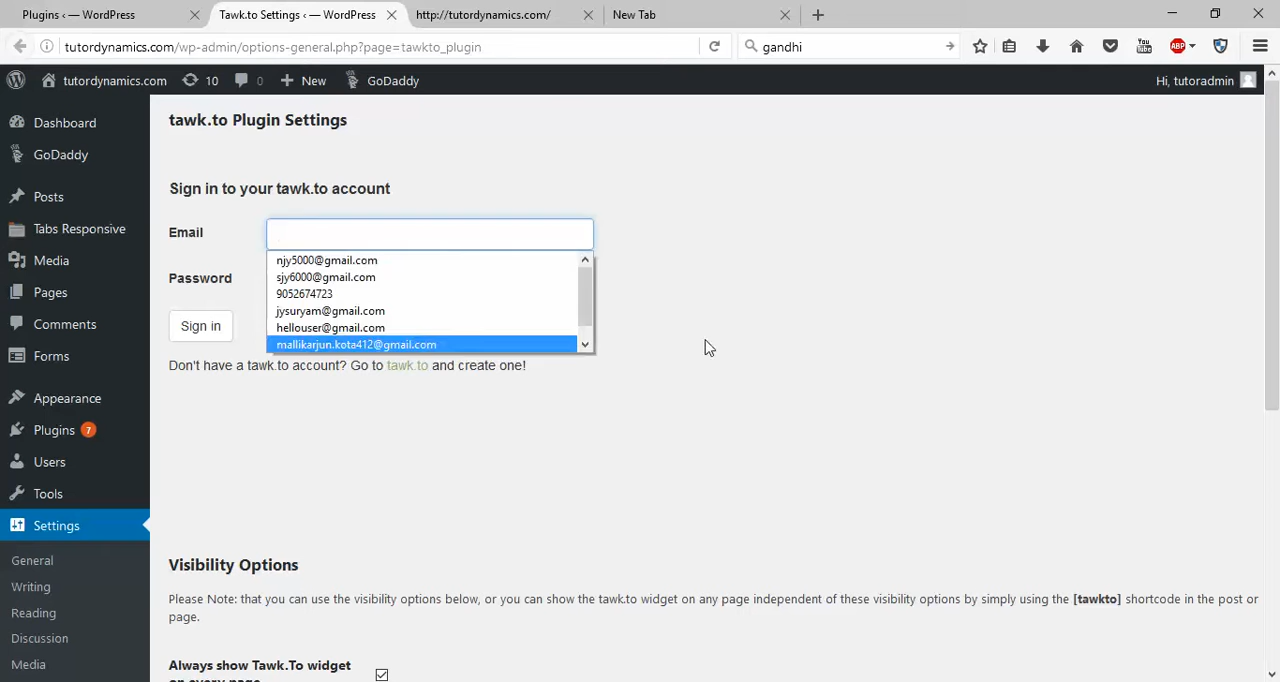 Plugins ‹ — WordPress
Tawk.to Settings ‹ — WordPress
http://tutordynamics.com/
New Tab
tutordynamics.com/wp-admin/options-general.php?page=tawkto_plugin
gandhi
You Tube
ABP
tutordynamics.com
10
0
New
GoDaddy
Hi, tutoradmin
Dashboard
GoDaddy
Posts
Tabs Responsive
Media
Pages
Comments
Forms
Appearance
Plugins 7
Users
Tools
Settings
General
Writing
Reading
Discussion
Media
tawk.to Plugin Settings
Sign in to your tawk.to account
Email
njy5000@gmail.com
sjy6000@gmail.com
Password
9052674723
jysuryam@gmail.com
Sign in
hellouser@gmail.com
mallikarjun.kota412@gmail.com
Don't have a tawk.to account? Go to tawk.to and create one!
Visibility Options
Please Note: that you can use the visibility options below, or you can show the tawk.to widget on any page independent of these visibility options by simply using the [tawkto] shortcode in the post or
page.
Always show Tawk.To widget
on every page